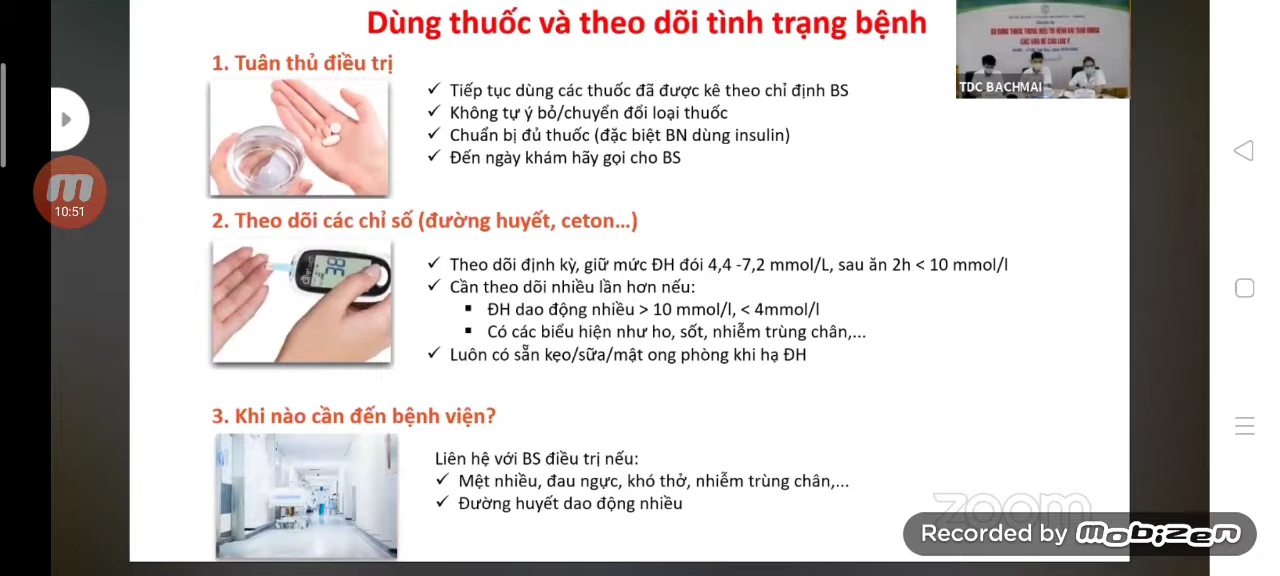 Dùng thuốc và theo dõi tình trạng bệnh
TDC BACHMAI
1. Tuân thủ điều trị
✓ Tiếp tục dùng các thuốc đã được kê theo chỉ định BS
✓ Không tự ý bỏ/chuyển đổi loại thuốc
✓ Chuẩn bị đủ thuốc (đặc biệt BN dùng insulin)
✓ Đến ngày khám hãy gọi cho BS
10:51
2. Theo dõi các chỉ số (đường huyết, ceton...)
✓ Theo dõi định kỳ, giữ mức ĐH đói 4,4 -7,2 mmol/L, sau ăn 2h < 10 mmol/l
✓ Cần theo dõi nhiều lần hơn nếu:
▪ ĐH dao động nhiều > 10 mmol/l, < 4mmol/l
▪ Có các biểu hiện như ho, sốt, nhiễm trùng chân,...
✓ Luôn có sẵn kẹo/sữa/mật ong phòng khi hạ ĐH
3. Khi nào cần đến bệnh viện?
Liên hệ với BS điều trị nếu:
✓ Mệt nhiều, đau ngực, khó thở, nhiễm trùng chân,...
✓ Đường huyết dao động nhiều
zoom
Recorded by mobizen